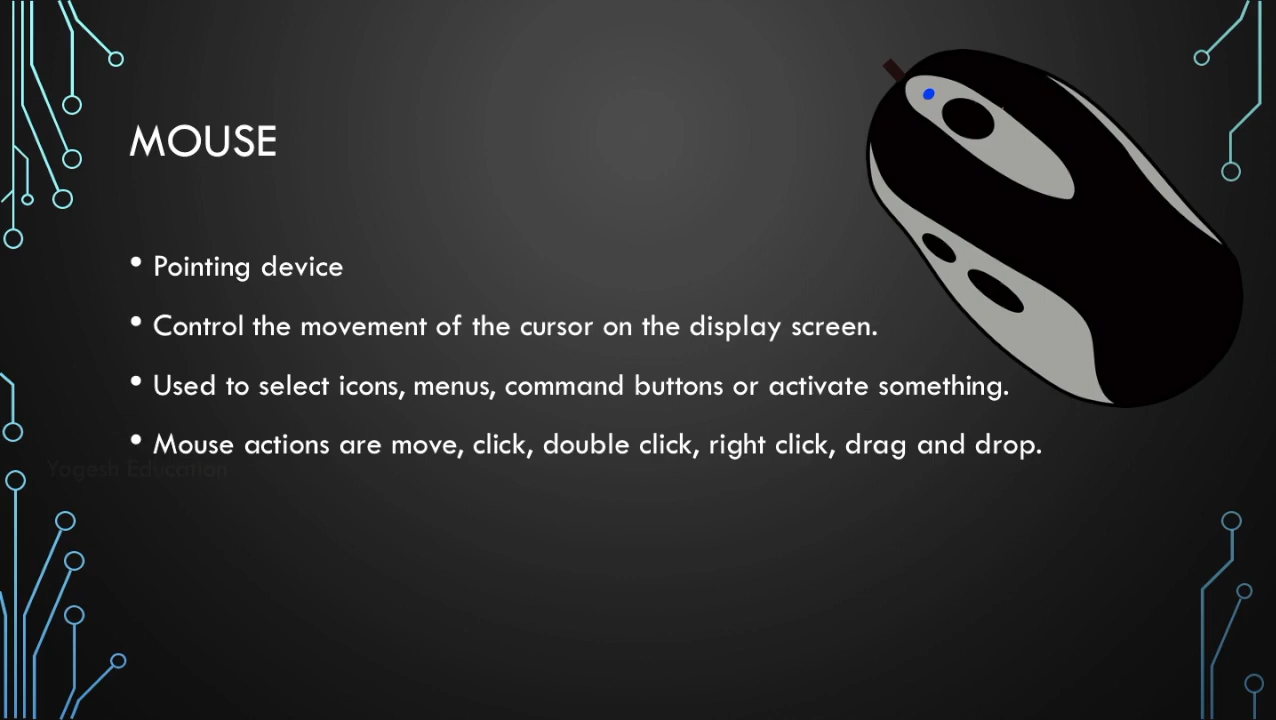 MOUSE
• Pointing device
• Control the movement of the cursor on the display screen.
• Used to select icons, menus, command buttons or activate something.
• Mouse actions are move, click, double click, right click, drag and drop.
Yogesh Education